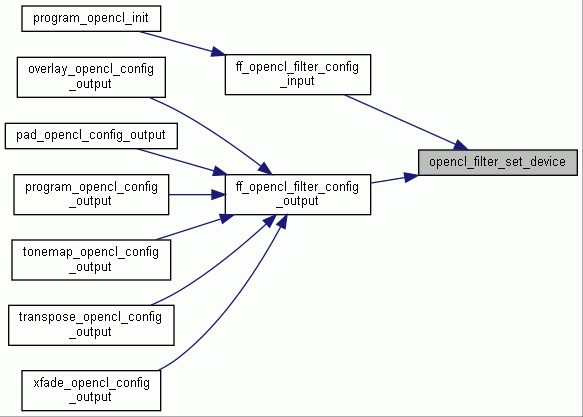 program_opencl_init
overlay_opencl_config
_output
pad_opencl_config_output
program_opencl_config
_output
tonemap_opencl_config
_output
transpose_opencl_config
_output
xfade_opencl_config
_output
ff_opencl_filter_config
_input
ff_opencl_filter_config
_output
opencl_filter_set_device